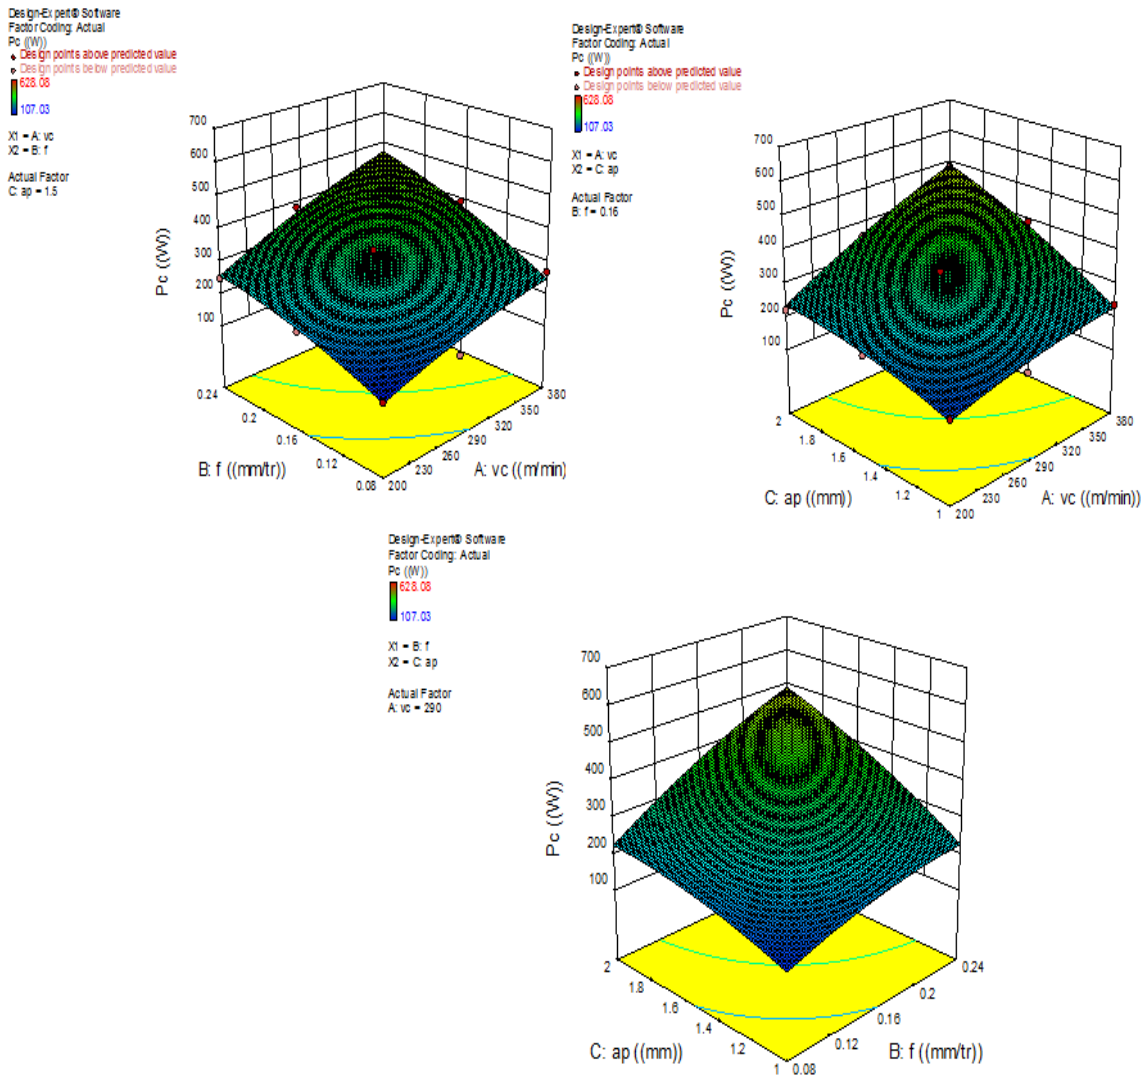 Design-Expert® Software
Factor Coding: Actual
Pc ((W))
Design points above predicted value
Design points below predicted value
628.08
107.03
X1 = A: vc
X2 = B: f
Actual Factor
C: ap = 1.5
700
600
500
400
300
200
100
Pc ((W))
0.24
0.2
0.16
0.12
0.08
200
230
260
290
320
350
380
B: f ((mm/tr))
A: vc ((m/min)
Design-Expert® Software
Factor Coding: Actual
Pc ((W))
Design points above predicted value
Design points below predicted value
628.08
107.03
X1 = A: vc
X2 = C: ap
Actual Factor
B: f = 0.16
700
600
500
400
300
200
100
Pc ((W))
2
1.8
1.6
1.4
1.2
1
200
230
260
290
320
350
380
C: ap ((mm))
A: vc ((m/min))
Design-Expert® Software
Factor Coding: Actual
Pc ((W))
628.08
107.03
X1 = B: f
X2 = C: ap
Actual Factor
A: vc = 290
700
600
500
400
300
200
100
Pc ((W))
2
1.8
1.6
1.4
1.2
1
0.08
0.12
0.16
0.2
0.24
C: ap ((mm))
B: f ((mm/tr))